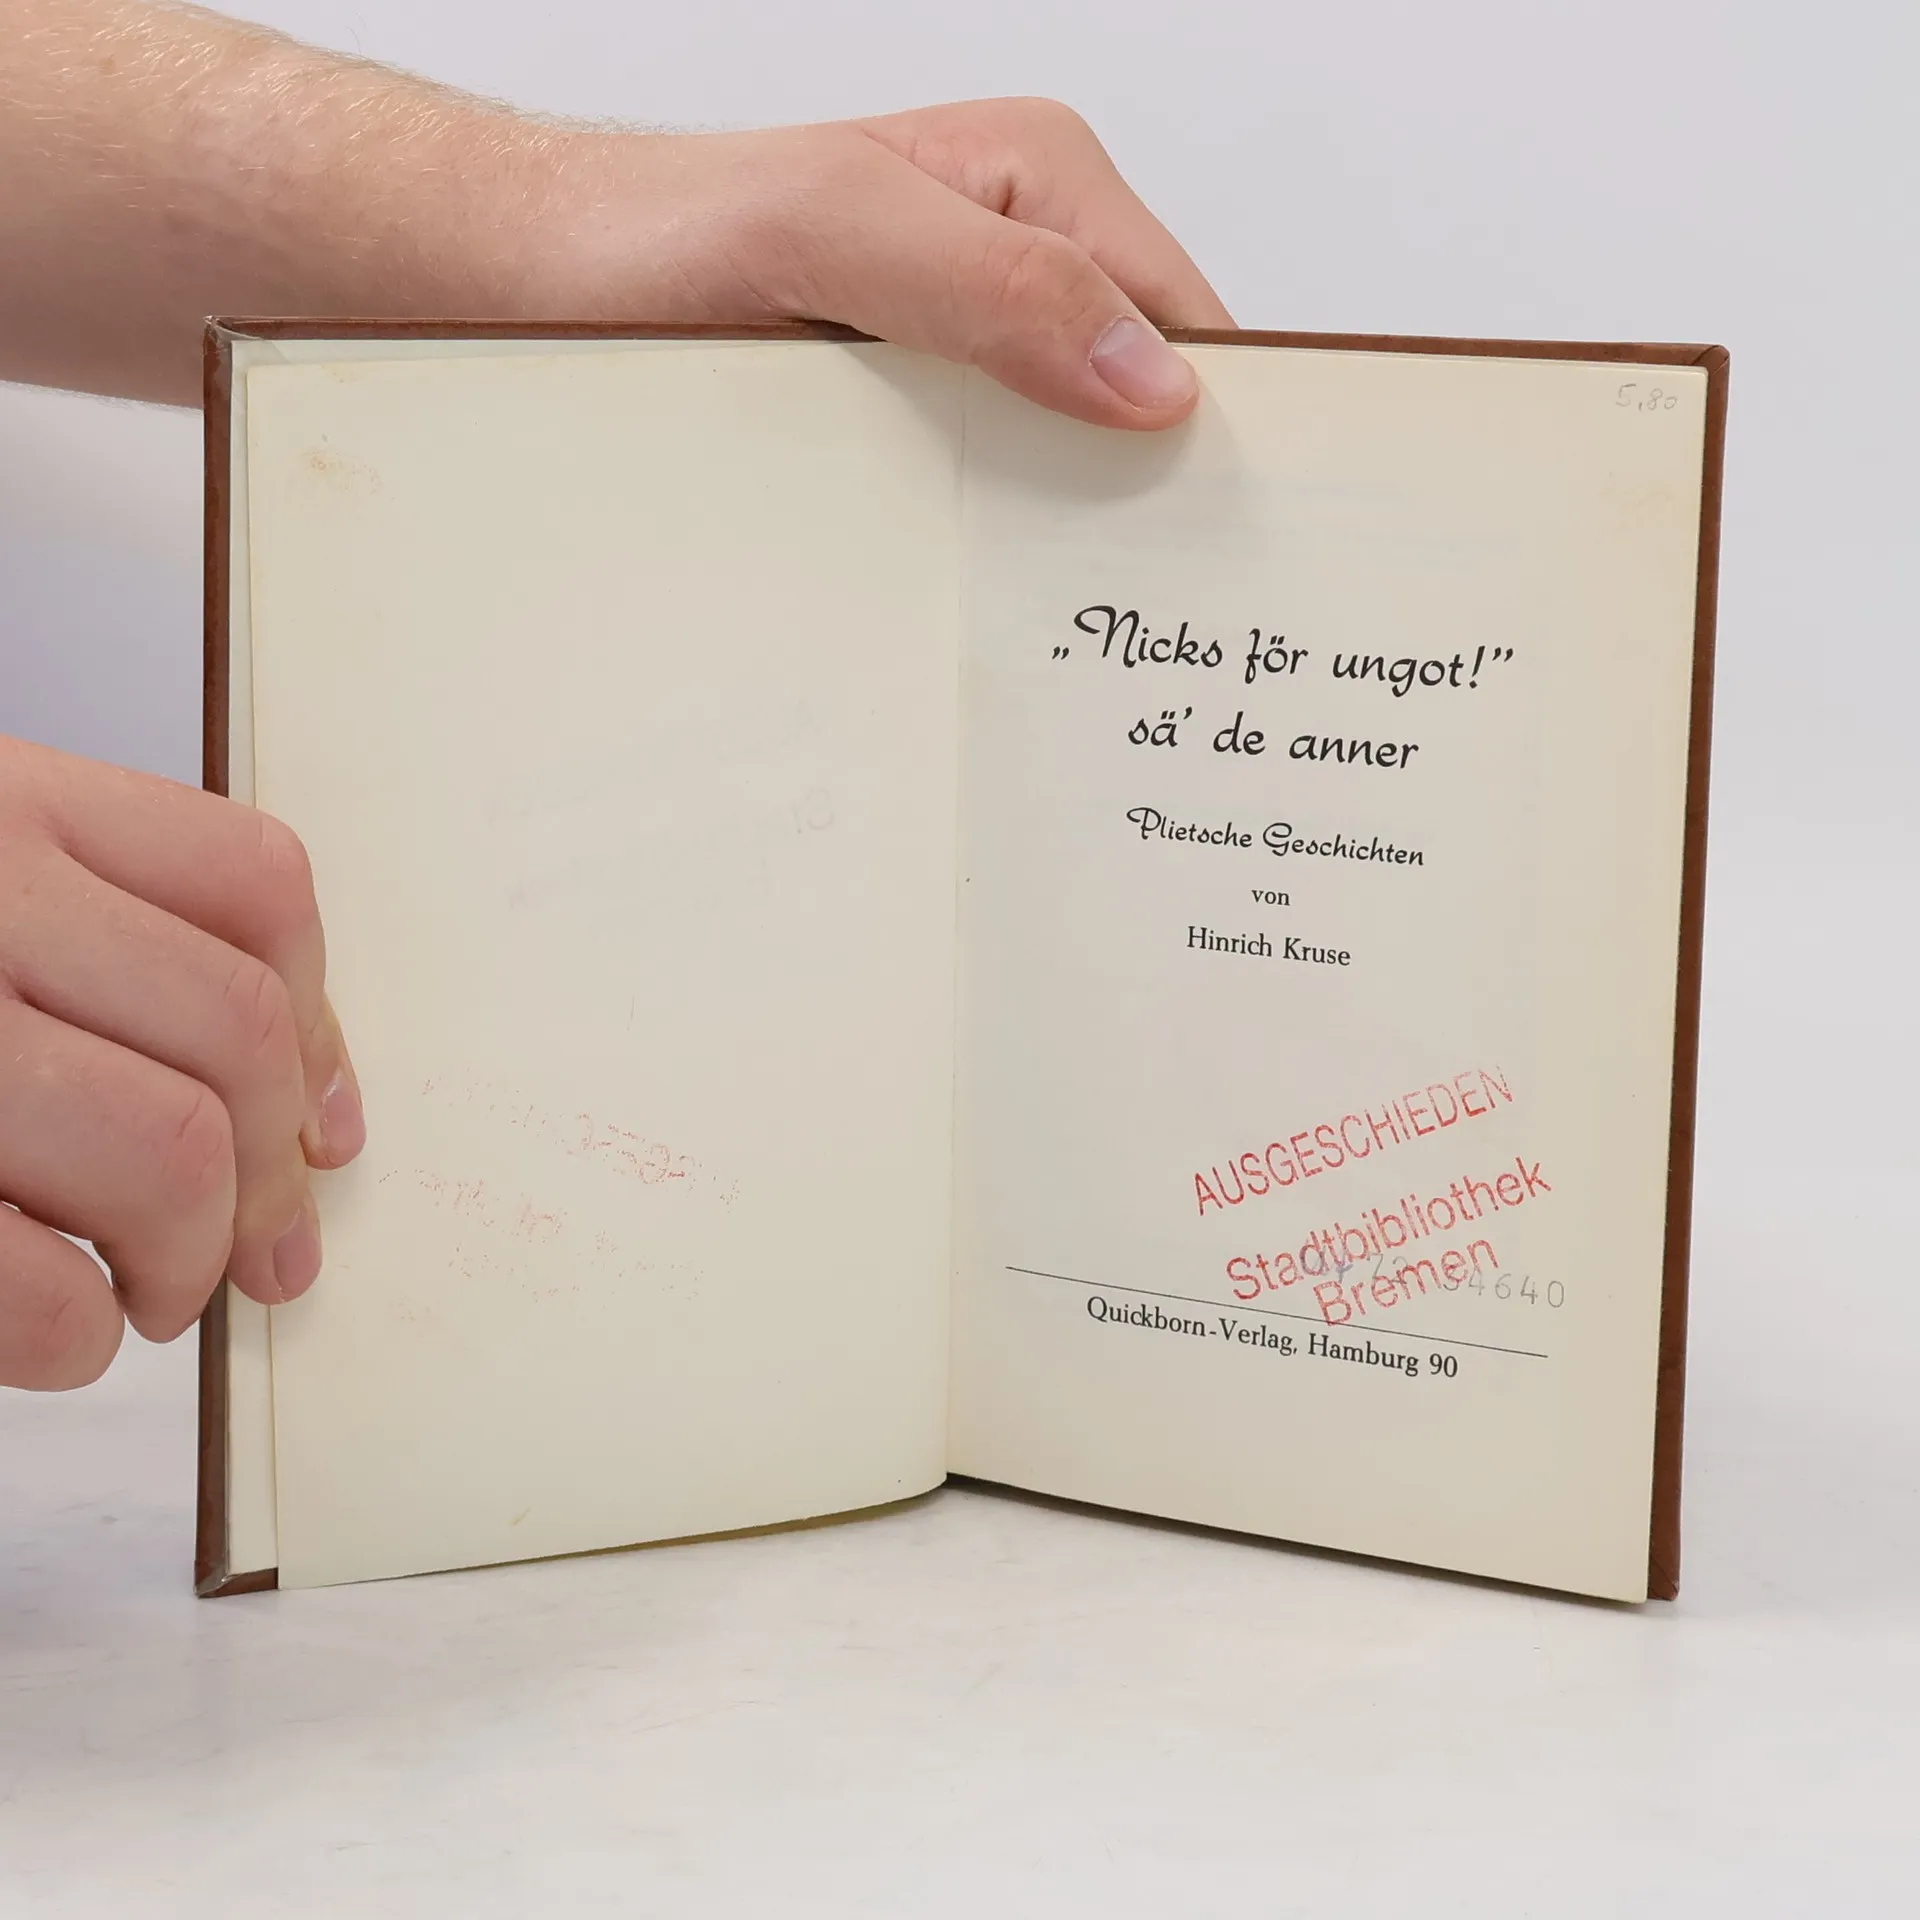 5,80
„Nicks för ungot!”
sä’ de anner
Plietsche Geschichten
von
Hinrich Kruse
AUSGESCHIEDEN
Stadtbibliothek
Bremen
Quickborn-Verlag, Hamburg 90